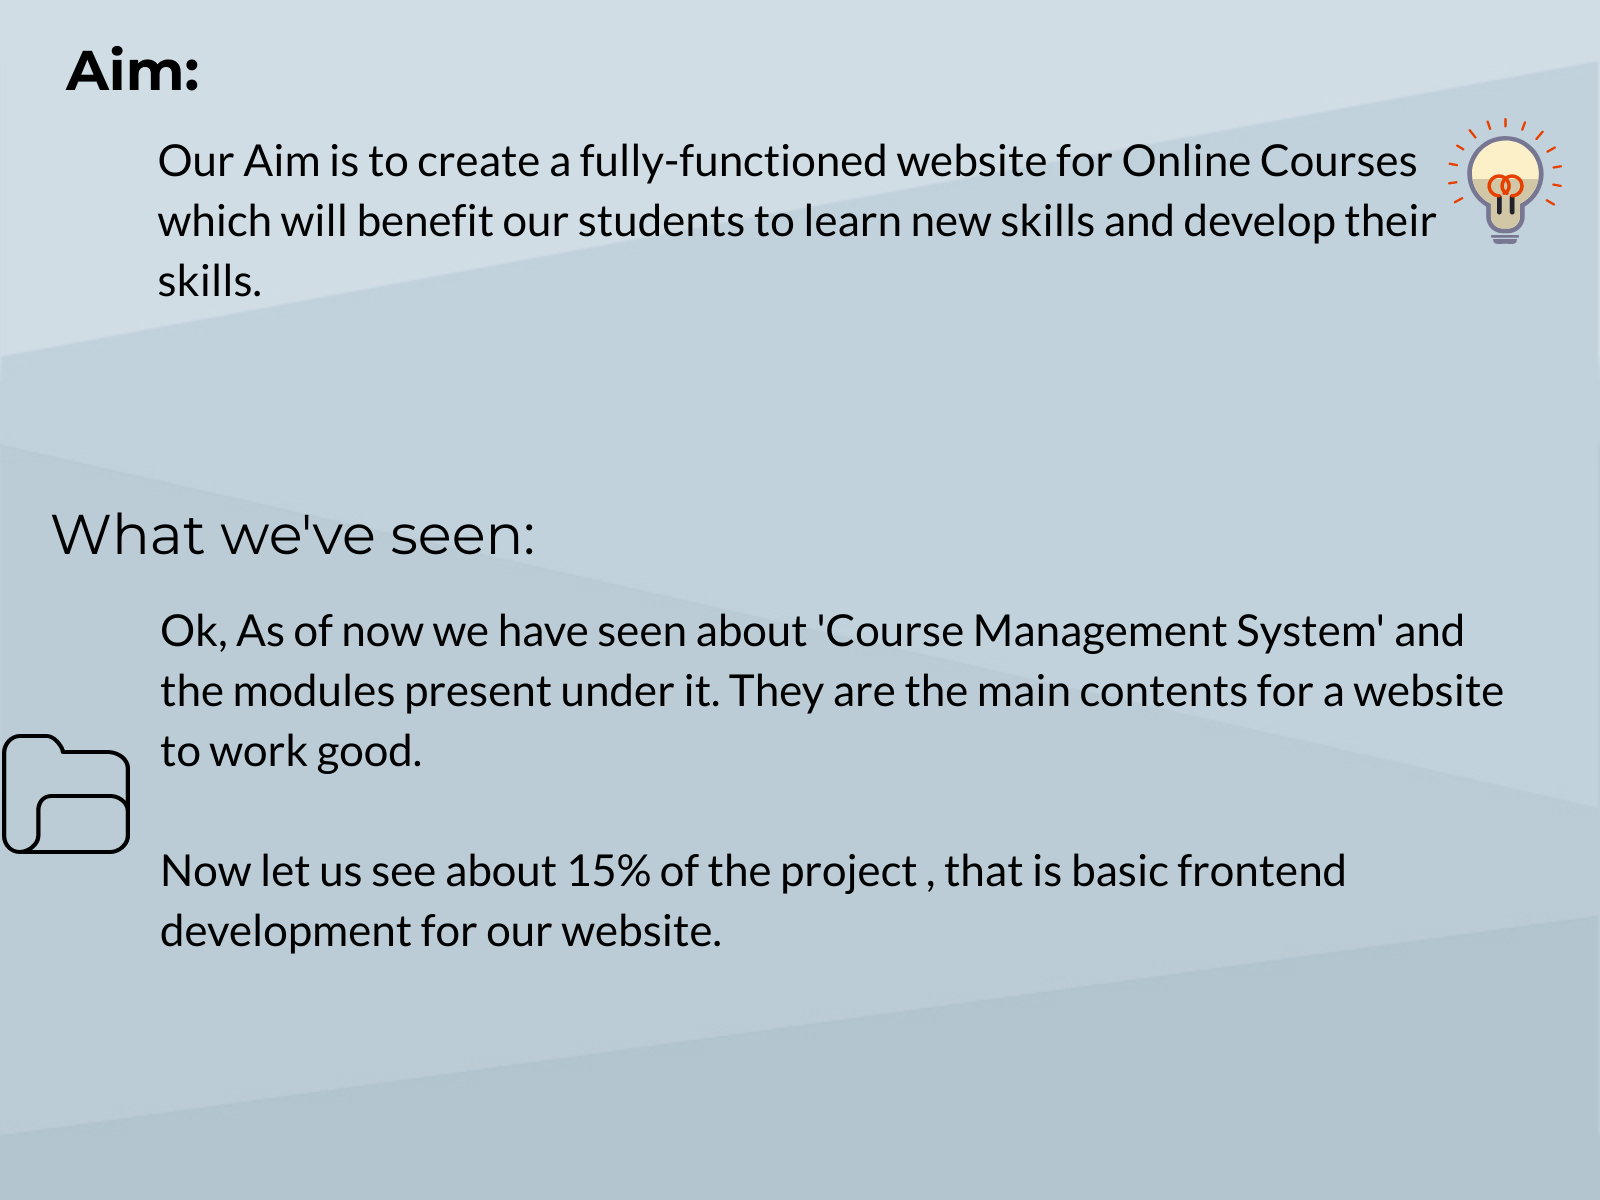 Aim:
Our Aim is to create a fully-functioned website for Online Courses
which will benefit our students to learn new skills and develop their
skills.
What we've seen:
Ok, As of now we have seen about 'Course Management System' and
the modules present under it. They are the main contents for a website
to work good.
Now let us see about 15% of the project , that is basic frontend
development for our website.